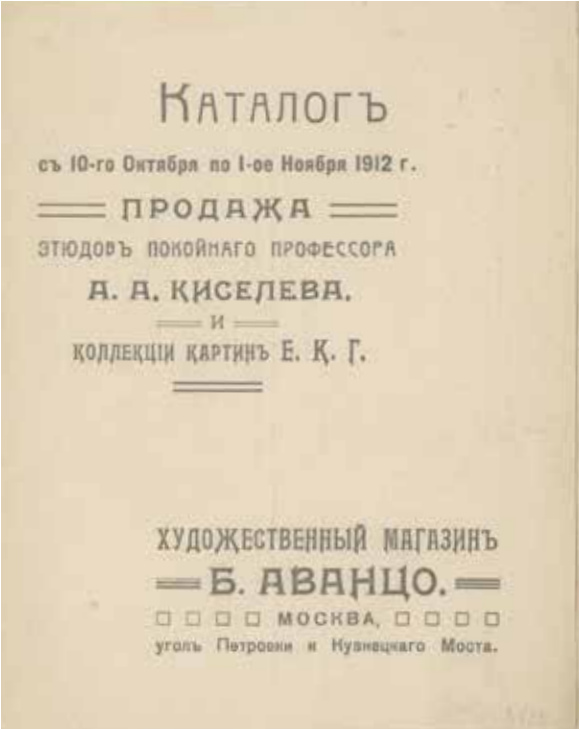 Каталогъ
съ 10-го Октября по 1-ое Ноября 1912 г.
ПРОДАЖА
ЭТЮДОВЪ ПОКОЙНАГО ПРОФЕССОРА
А. А. КИСЕЛЕВА.
И
КОЛЛЕКЦІИ КАРТИНЪ Е. К. Г.
ХУДОЖЕСТВЕННЫЙ МАГАЗИНЪ
Б. АВАНЦО.
МОСКВА,
уголъ Петровки и Кузнецкаго Моста.